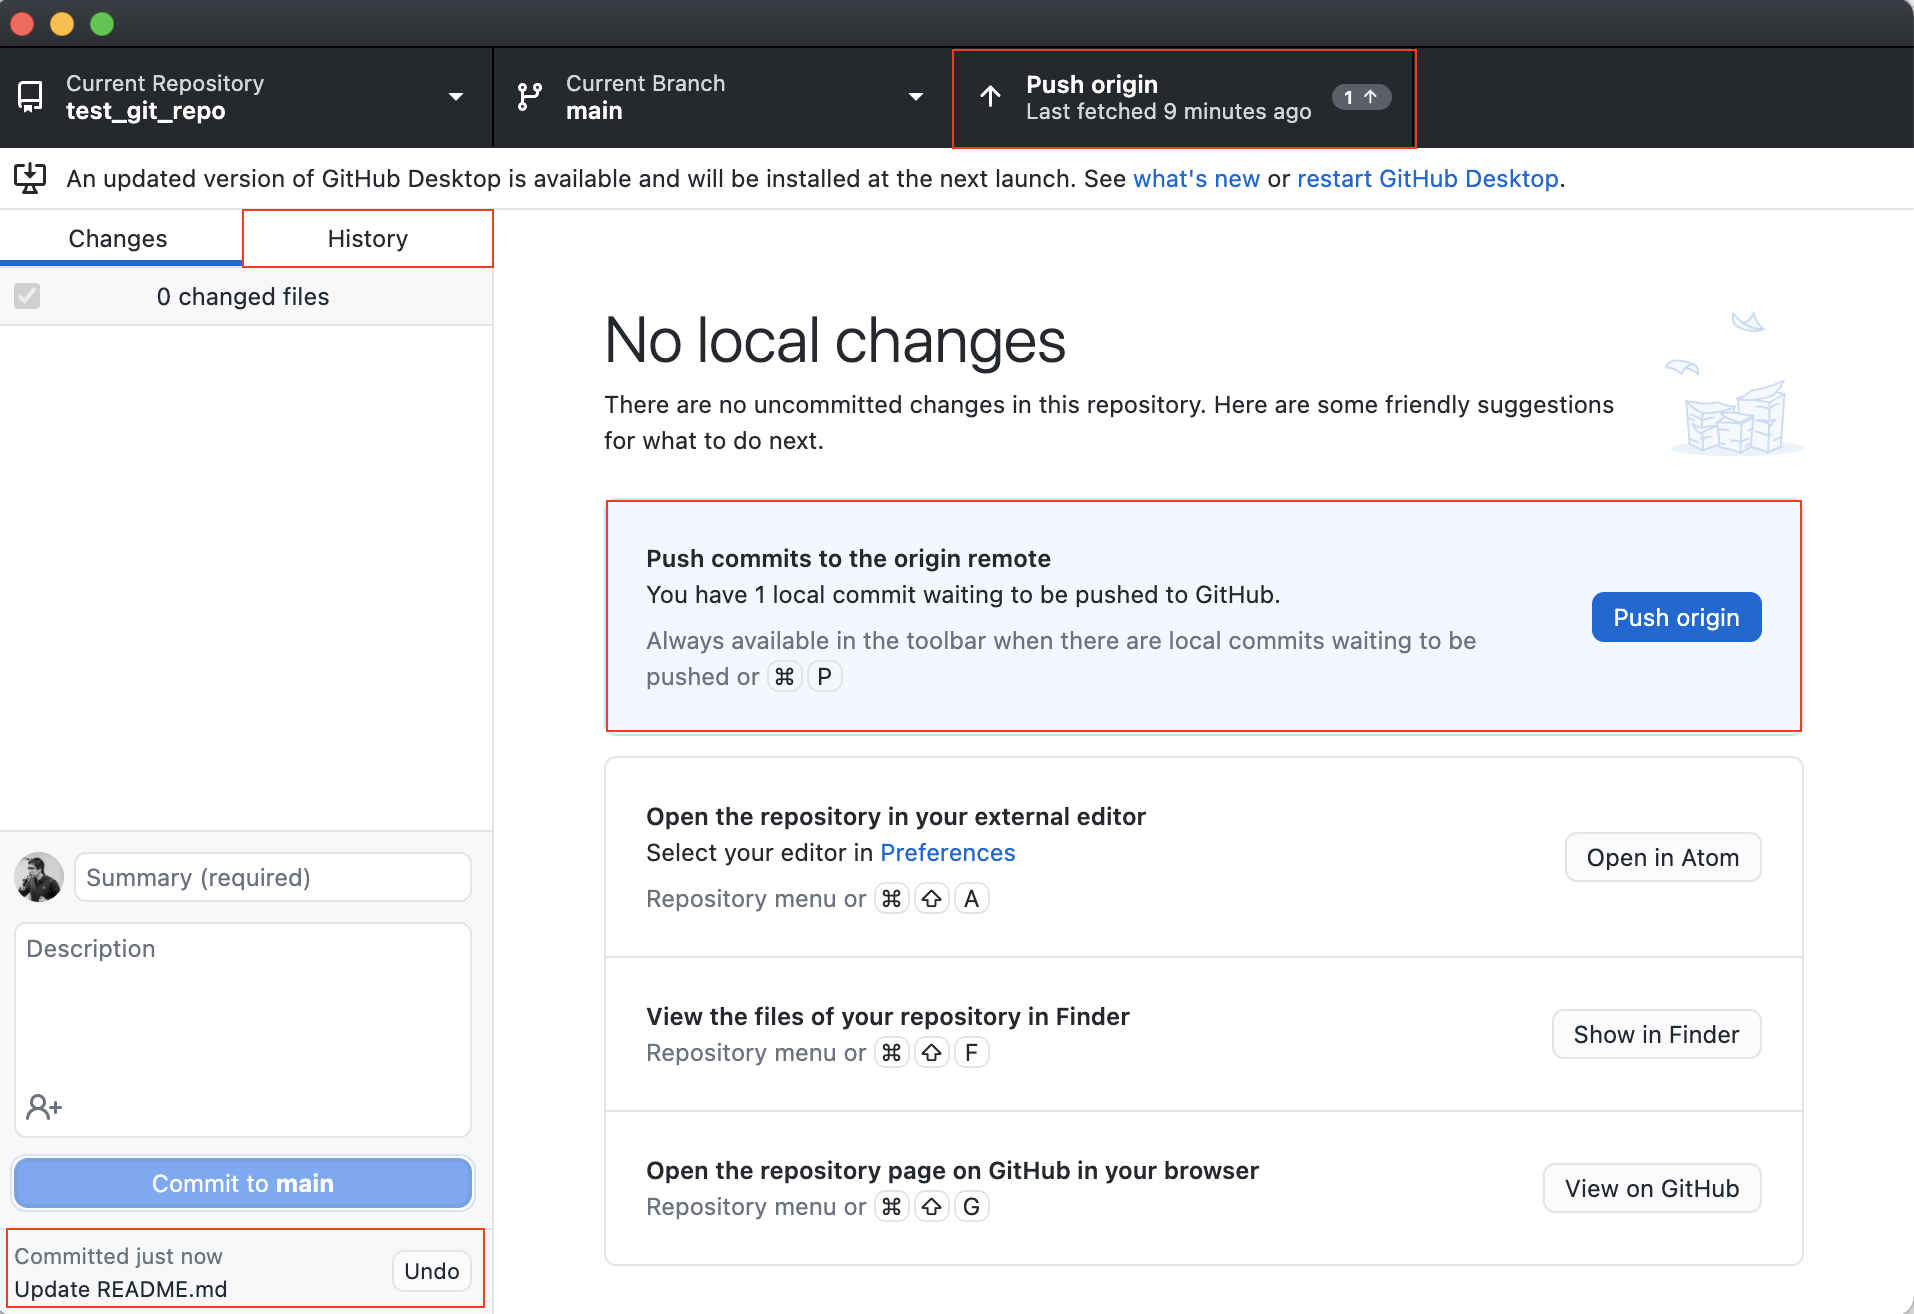 Current Repository
test_git_repo
Current Branch
main
Push origin
Last fetched 9 minutes ago
1 ↑
An updated version of GitHub Desktop is available and will be installed at the next launch. See what's new or restart GitHub Desktop.
Changes
History
0 changed files
No local changes
There are no uncommitted changes in this repository. Here are some friendly suggestions
for what to do next.
Push commits to the origin remote
You have 1 local commit waiting to be pushed to GitHub.
Always available in the toolbar when there are local commits waiting to be
pushed or ⌘ P
Push origin
Open the repository in your external editor
Select your editor in Preferences
Repository menu or ⌘ ⇧ A
Open in Atom
View the files of your repository in Finder
Repository menu or ⌘ ⇧ F
Show in Finder
Open the repository page on GitHub in your browser
Repository menu or ⌘ ⇧ G
View on GitHub
Summary (required)
Description
Commit to main
Committed just now
Update README.md
Undo